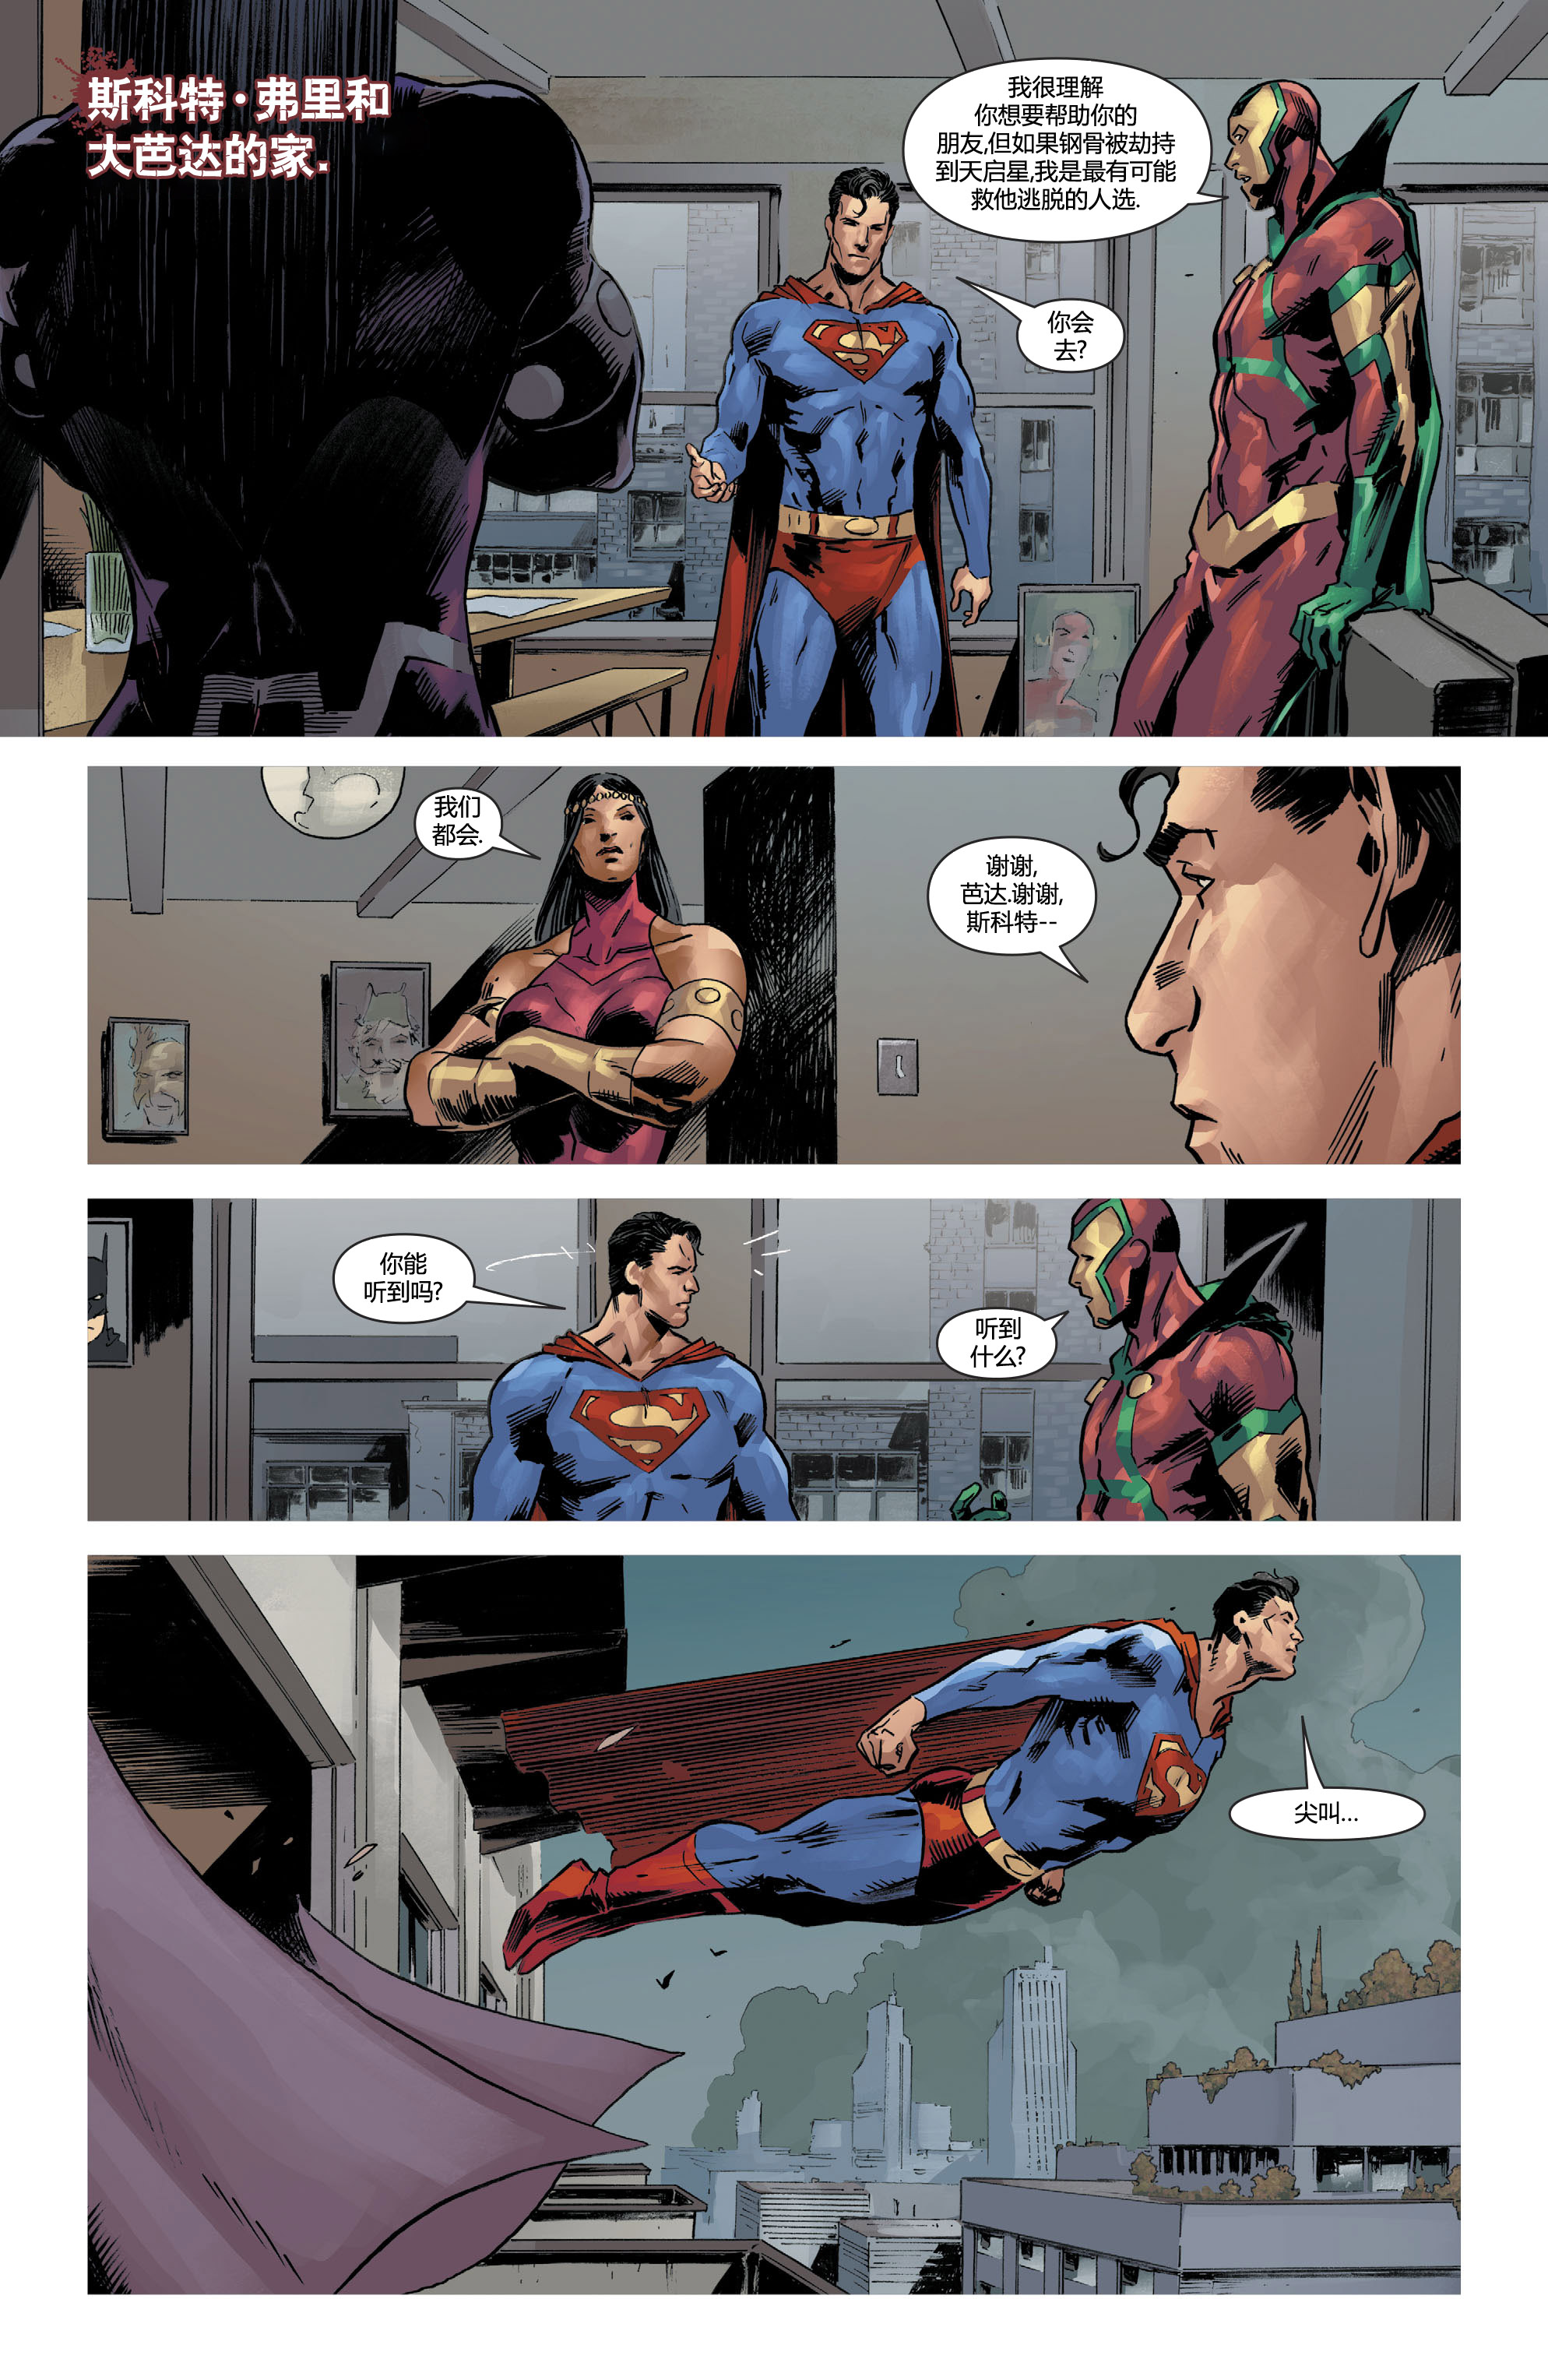 斯科特·弗里和
大芭达的家.
我很理解
你想要帮助你的
朋友,但如果钢骨被劫持
到天启星,我是最有可能
救他逃脱的人选.
你会
去?
我们
都会.
谢谢,
芭达.谢谢,
斯科特--
你能
听到吗?
听到
什么?
尖叫...